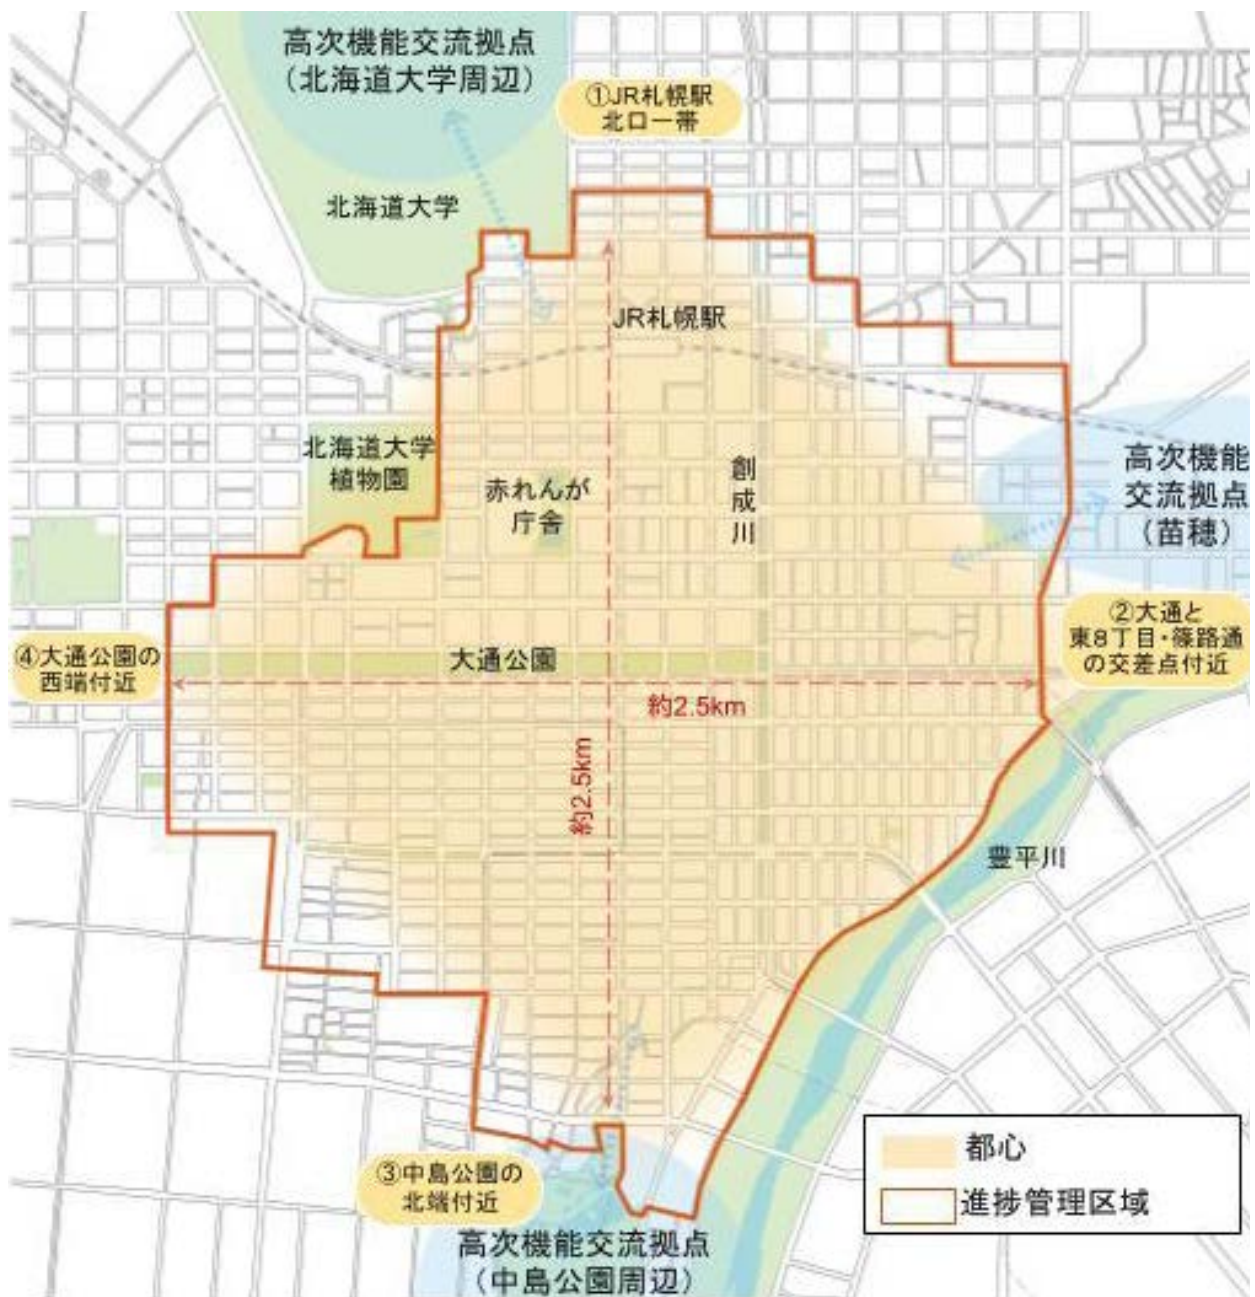 高次機能交流拠点
（北海道大学周辺）
①JR札幌駅
北口一帯
北海道大学
JR札幌駅
北海道大学
植物園
赤れんが
庁舎
創成川
高次機能
交流拠点
（苗穂）
②大通と
東8丁目・篠路通
の交差点付近
④大通公園の
西端付近
大通公園
約2.5km
約2.5km
豊平川
③中島公園の
北端付近
高次機能交流拠点
（中島公園周辺）
都心
進捗管理区域